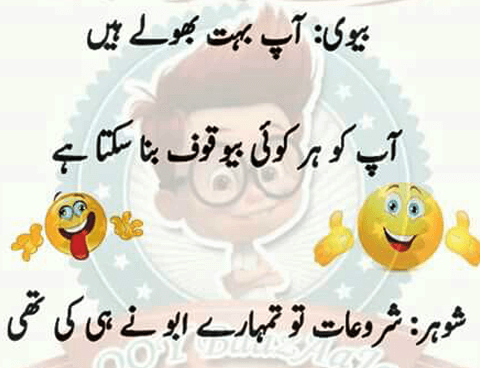 بیوی: آپ بہت بھولے ہیں
آپ کو ہر کوئی بیوقوف بنا سکتا ہے
شوہر: شروعات تو تمہارے ابو نے ہی کی تھی